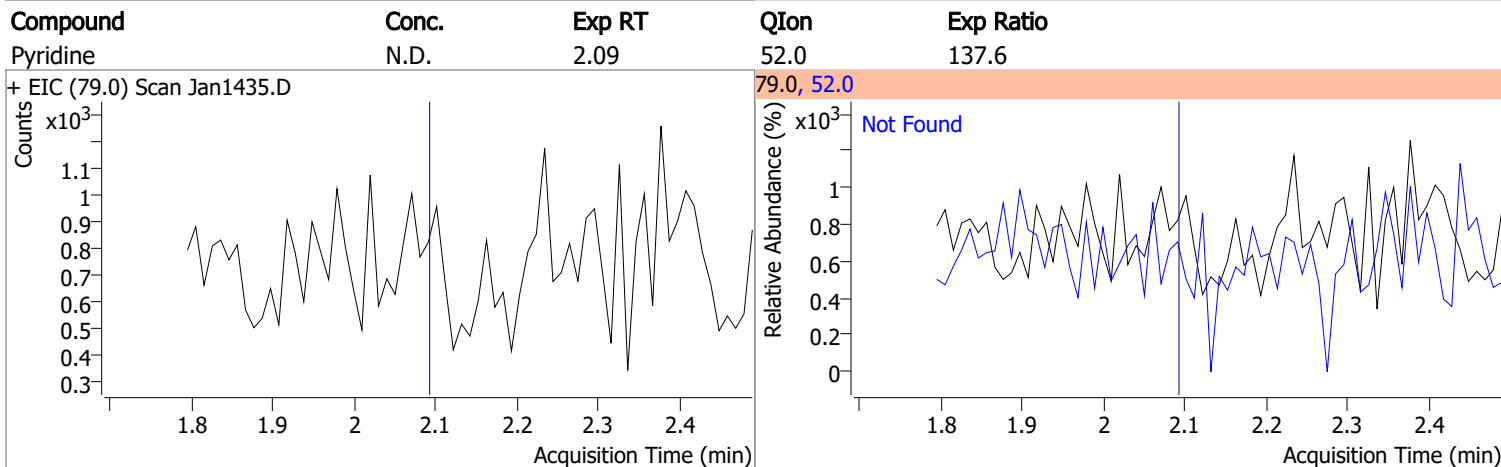 Compound Conc. Exp RT QIon Exp Ratio
Pyridine N.D. 2.09 52.0 137.6
+ EIC (79.0) Scan Jan1435.D
Counts
x10³
1.1
1
0.9
0.8
0.7
0.6
0.5
0.4
0.3
1.8 1.9 2 2.1 2.2 2.3 2.4
Acquisition Time (min)
79.0, 52.0
Relative Abundance (%)
x10³
Not Found
1
0.8
0.6
0.4
0.2
0
1.8 1.9 2 2.1 2.2 2.3 2.4
Acquisition Time (min)